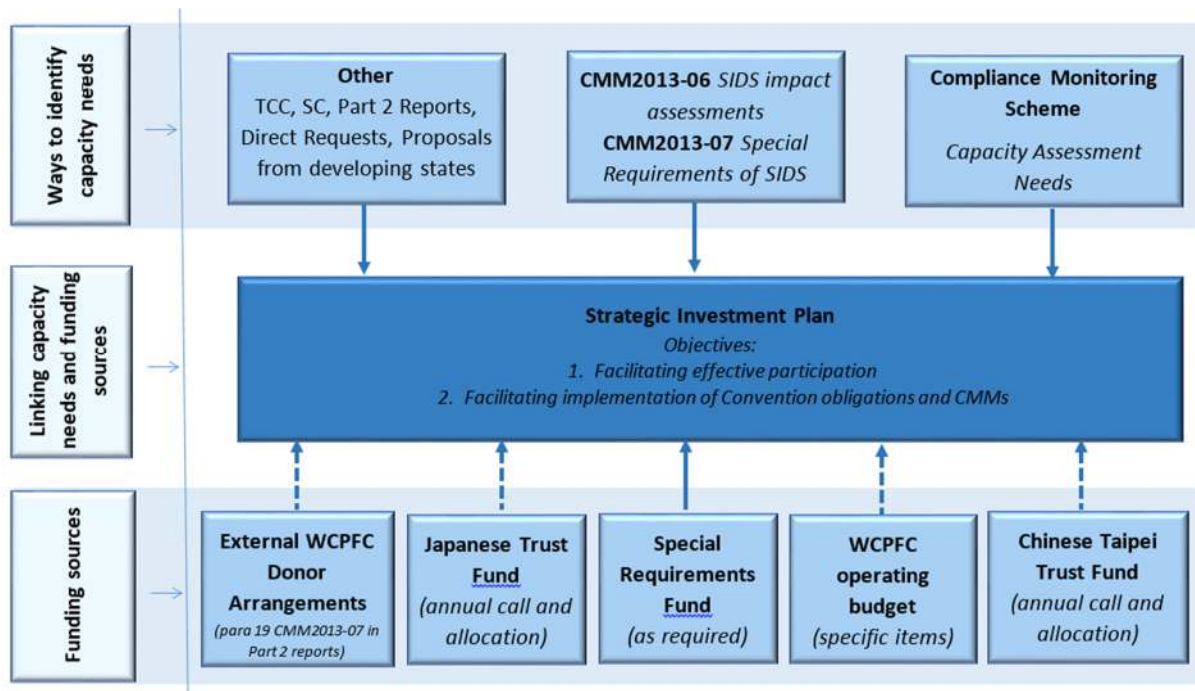 Ways to identify
capacity needs
Other
TCC, SC, Part 2 Reports,
Direct Requests, Proposals
from developing states
CMM2013-06 SIDS impact
assessments
CMM2013-07 Special
Requirements of SIDS
Compliance Monitoring
Scheme
Capacity Assessment
Needs
Linking capacity
needs and funding
sources
Strategic Investment Plan
Objectives:
1. Facilitating effective participation
2. Facilitating implementation of Convention obligations and CMMs
Funding sources
External WCPFC
Donor
Arrangements
(para 19 CMM2013-07 in
Part 2 reports)
Japanese Trust
Fund
(annual call and
allocation)
Special
Requirements
Fund
(as required)
WCPFC
operating
budget
(specific items)
Chinese Taipei
Trust Fund
(annual call and
allocation)